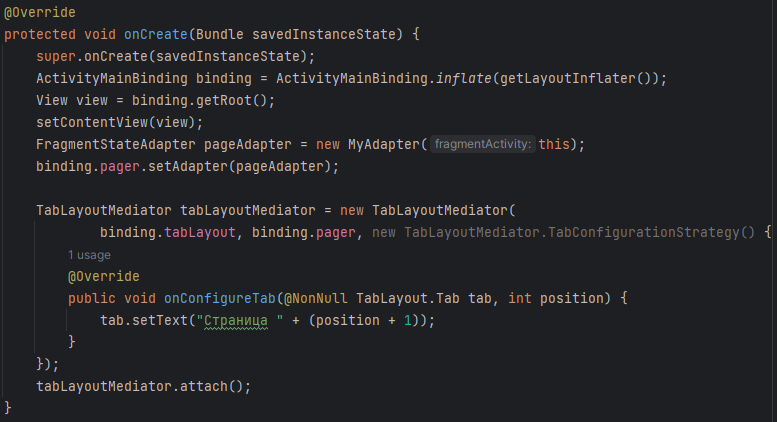 @Override
protected void onCreate(Bundle savedInstanceState) {
super.onCreate(savedInstanceState);
ActivityMainBinding binding = ActivityMainBinding.inflate(getLayoutInflater());
View view = binding.getRoot();
setContentView(view);
FragmentStateAdapter pageAdapter = new MyAdapter( fragmentActivity: this);
binding.pager.setAdapter(pageAdapter);
TabLayoutMediator tabLayoutMediator = new TabLayoutMediator(
binding.tabLayout, binding.pager, new TabLayoutMediator.TabConfigurationStrategy() {
1 usage
@Override
public void onConfigureTab(@NonNull TabLayout.Tab tab, int position) {
tab.setText("Страница " + (position + 1));
}
});
tabLayoutMediator.attach();
}